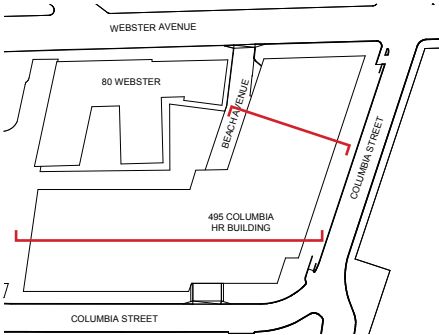 WEBSTER AVENUE
80 WEBSTER
BEACH AVENUE
COLUMBIA STREET
495 COLUMBIA
HR BUILDING
COLUMBIA STREET